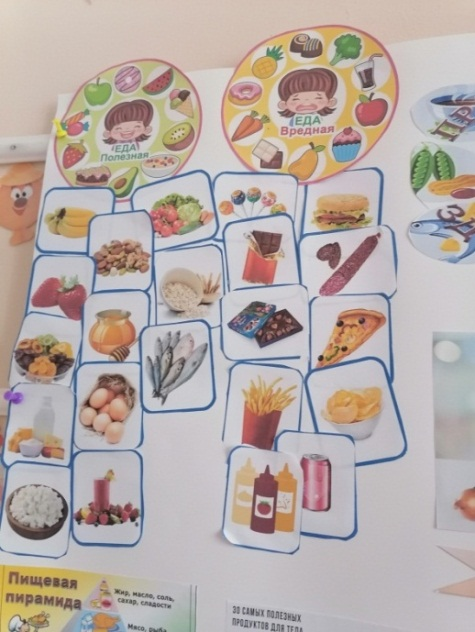 ЕДА
Полезная
ЕДА
Вредная
Пищевая
пирамида
Жир, масло, соль,
сахар, сладости
Мясо, рыба
30 САМЫХ ПОЛЕЗНЫХ
ПРОДУКТОВ ДЛЯ ТЕЛА